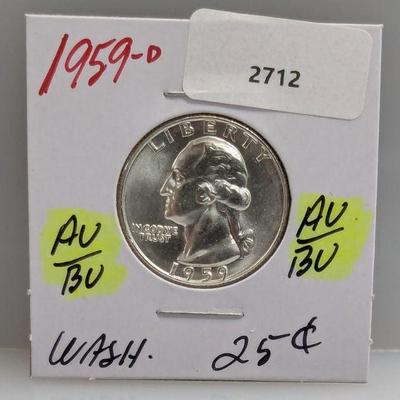 1959-D
2712
LIBERTY
IN GOD WE
TRUST
1959
AU
BU
AU
BU
WASH.
25¢